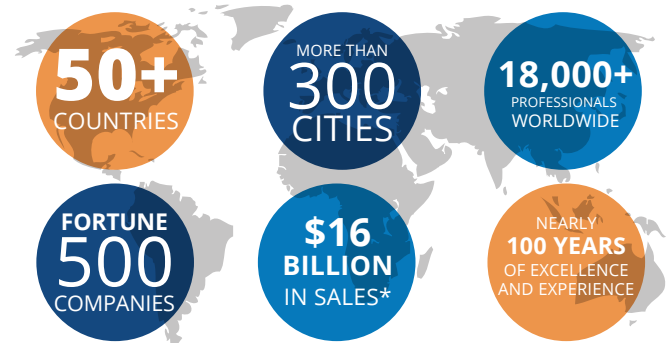 50+
COUNTRIES
MORE THAN
300
CITIES
18,000+
PROFESSIONALS
WORLDWIDE
FORTUNE
500
COMPANIES
$16
BILLION
IN SALES*
NEARLY
100 YEARS
OF EXCELLENCE
AND EXPERIENCE